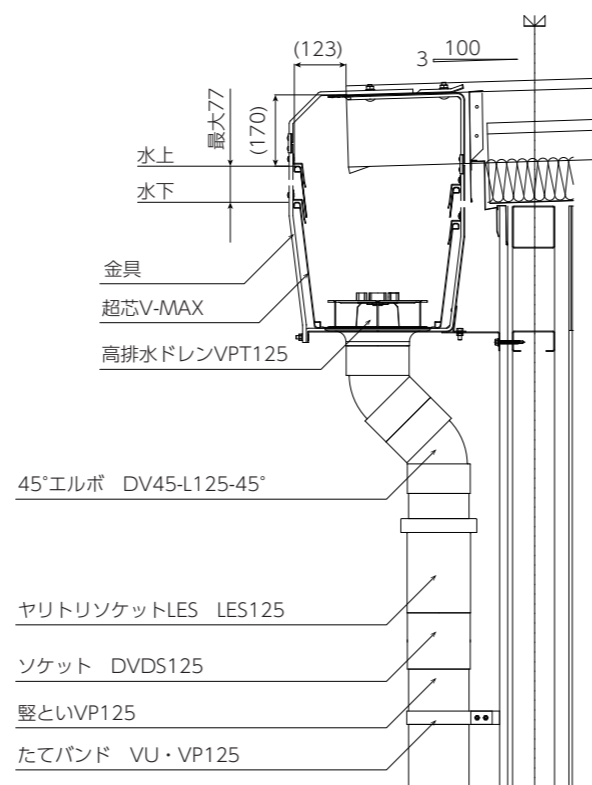 (123)
3 100
最大77
(170)
水上
水下
金具
超芯V-MAX
高排水ドレンVPT125
45°エルボ DV45-L125-45°
ヤリトリソケットLES LES125
ソケット DVDS125
竪といVP125
たてバンド VU・VP125